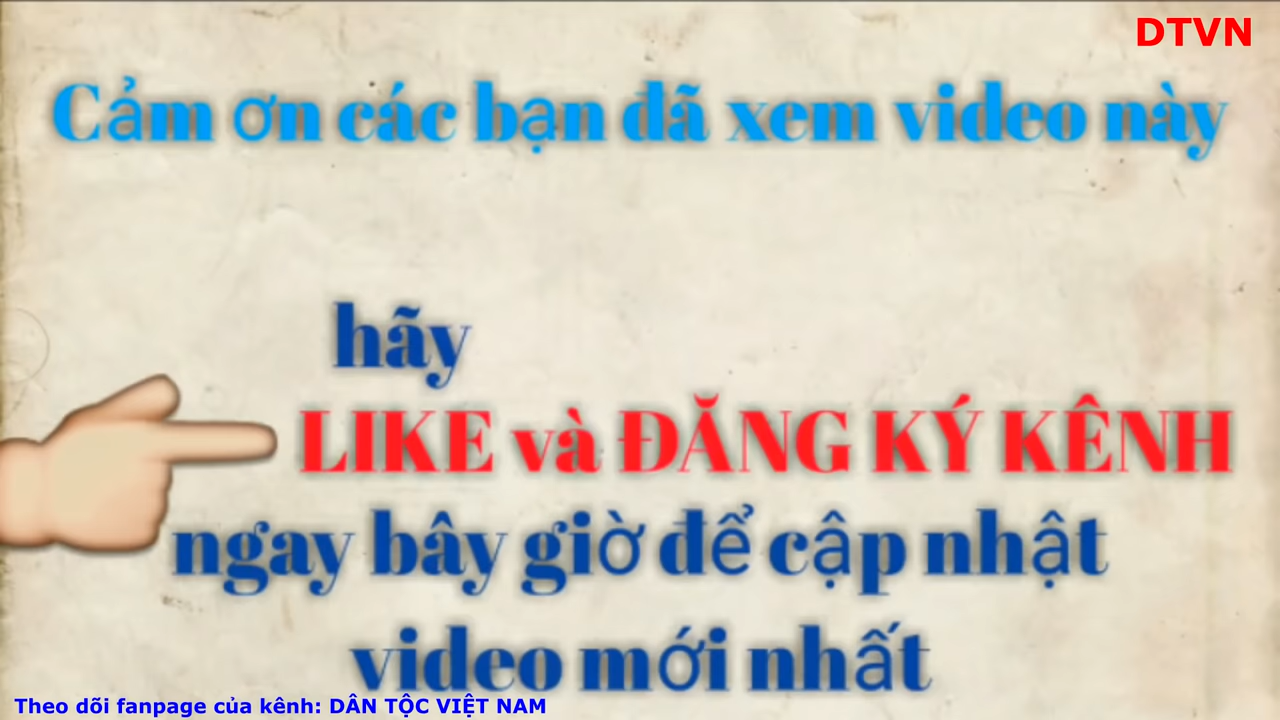 DTVN
Cảm ơn các bạn đã xem video này
hãy
LIKE và ĐĂNG KÝ KÊNH
ngay bây giờ để cập nhật
video mới nhất
Theo dõi fanpage của kênh: DÂN TỘC VIỆT NAM